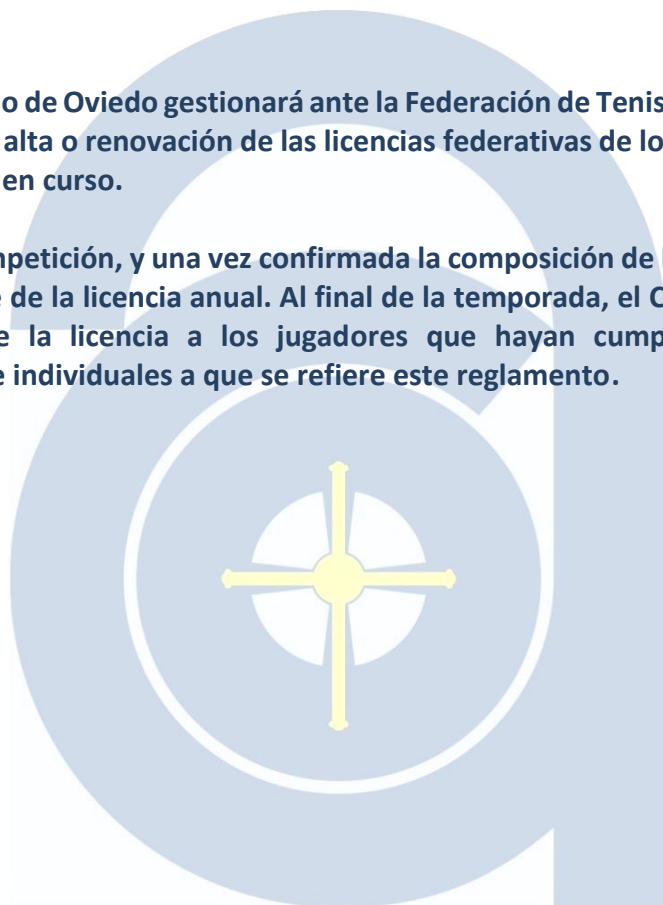 o de Oviedo gestionará ante la Federación de Tenis
alta o renovación de las licencias federativas de lo
en curso.
petición, y una vez confirmada la composición de
de la licencia anual. Al final de la temporada, el
e la licencia a los jugadores que hayan cump
e individuales a que se refiere este reglamento.